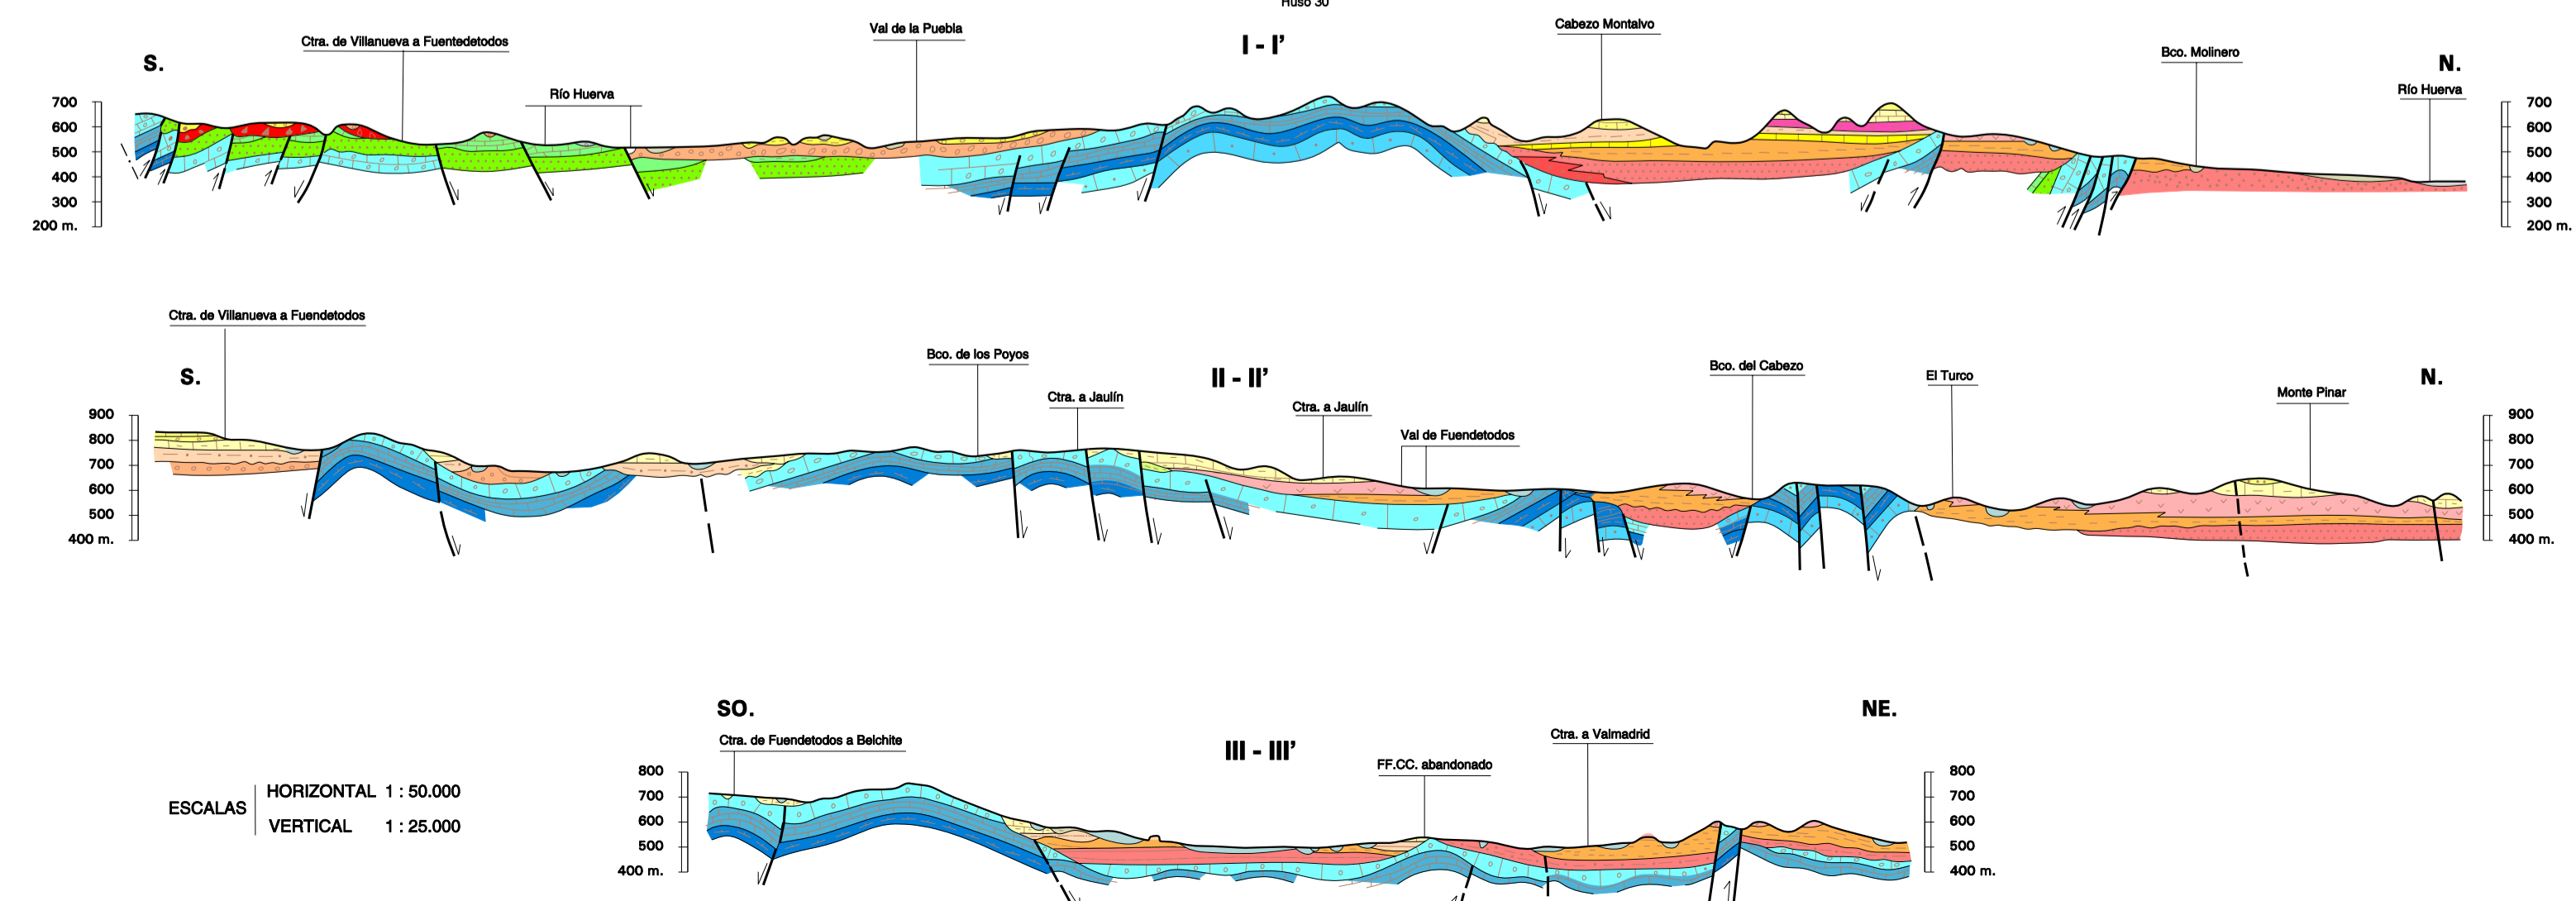 Huso 30
Cabezo Montalvo
Val de la Puebla
Ctra. de Villanueva a Fuentedetodos
I - I'
Bco. Molinero
S.
N.
Río Huerva
Río Huerva
700
600
500
400
300
200 m.
700
600
500
400
300
200 m.
Ctra. de Villanueva a Fuendetodos
Bco. de los Poyos
Bco. del Cabezo
S.
II - II'
El Turco
N.
Monte Pinar
Ctra. a Jaulín
Ctra. a Jaulín
Val de Fuendetodos
900
800
700
600
500
400 m.
900
800
700
600
500
400 m.
SO.
NE.
Ctra. de Fuendetodos a Belchite
III - III'
Ctra. a Valmadrid
FF.CC. abandonado
800
700
600
500
400 m.
800
700
600
500
400 m.
ESCALAS
HORIZONTAL 1 : 50.000
VERTICAL 1 : 25.000